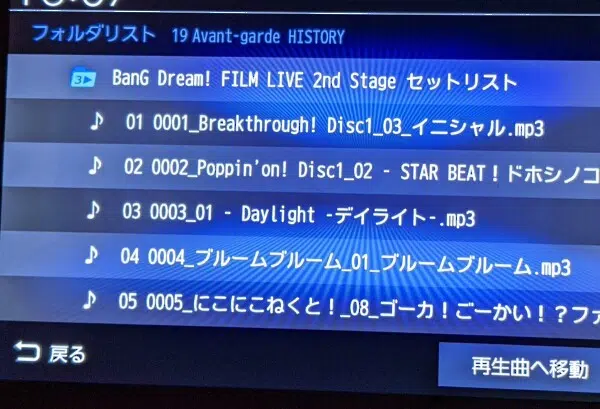 フォルダリスト 19 Avant-garde HISTORY
3 BanG Dream! FILM LIVE 2nd Stage セットリスト
01 0001_Breakthrough! Disc1_03_イニシャル.mp3
02 0002_Poppin'on! Disc1_02 - STAR BEAT！ドホシノコ
03 0003_01 - Daylight -デイライト-.mp3
04 0004_ブルームブルーム_01_ブルームブルーム.mp3
05 0005_にこにこねくと！_08_ゴーカ！ごーかい！？ファ
戻る
再生曲へ移動